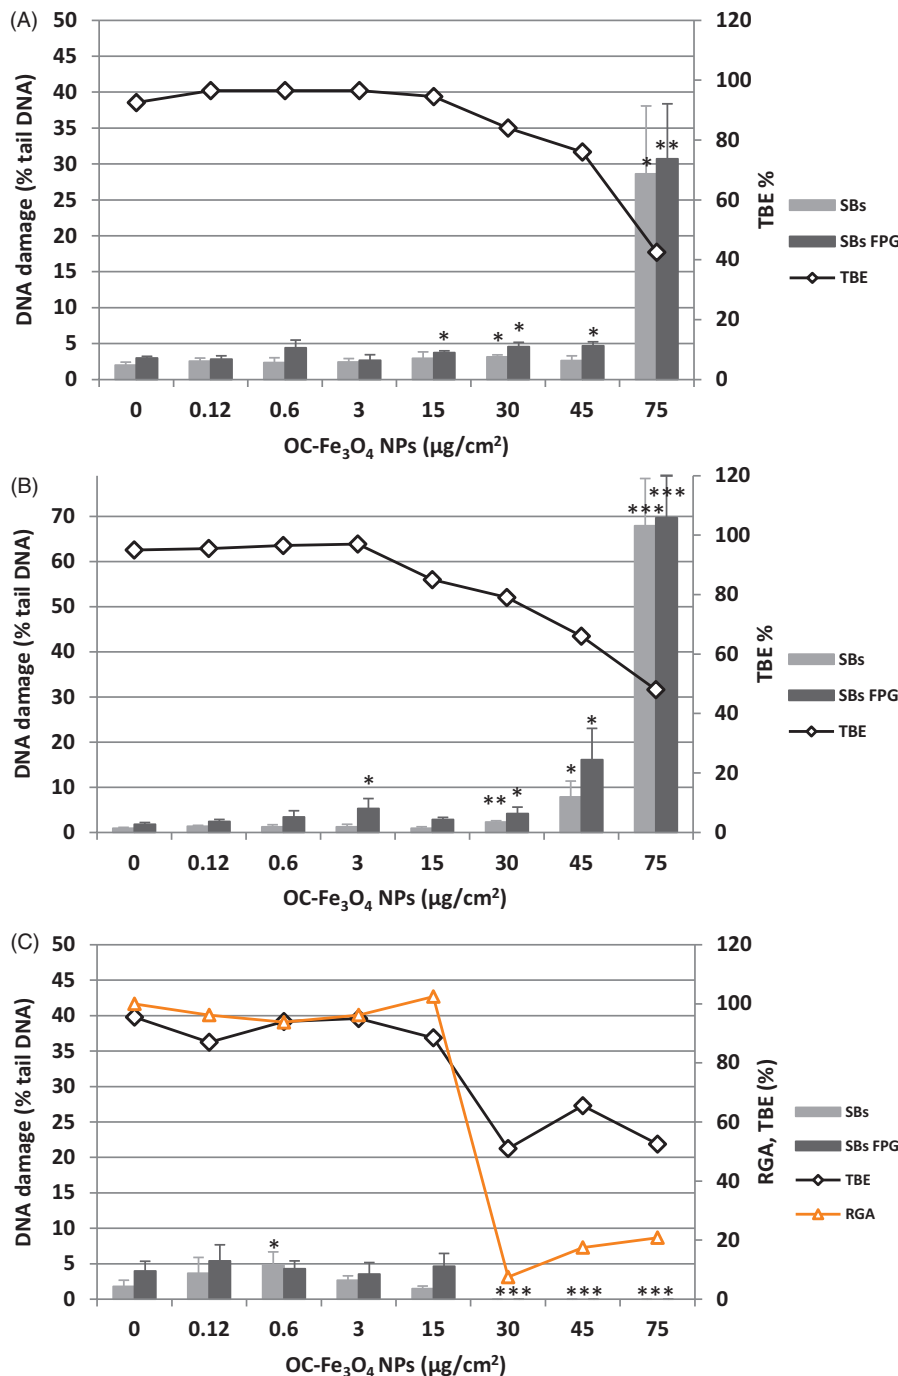 (A)
50
45
40
35
30
25
20
15
10
5
0
DNA damage (% tail DNA)
120
100
80
60
40
20
0
TBE %
* **
* * * *
0 0.12 0.6 3 15 30 45 75
OC-Fe₃O₄ NPs (µg/cm²)
SBs
SBs FPG
TBE
(B)
70
60
50
40
30
20
10
0
DNA damage (% tail DNA)
120
100
80
60
40
20
0
TBE %
*** ***
* ** * * *
0 0.12 0.6 3 15 30 45 75
OC-Fe₃O₄ NPs (µg/cm²)
SBs
SBs FPG
TBE
(C)
50
45
40
35
30
25
20
15
10
5
0
DNA damage (% tail DNA)
120
100
80
60
40
20
0
RGA, TBE (%)
* *** *** ***
0 0.12 0.6 3 15 30 45 75
OC-Fe₃O₄ NPs (µg/cm²)
SBs
SBs FPG
TBE
RGA